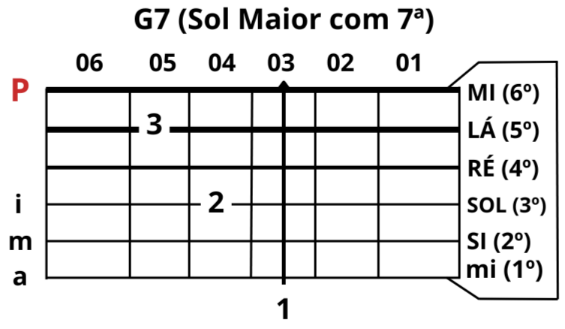 G7 (Sol Maior com 7ª)
06 05 04 03 02 01
P MI (6º)
3 LÁ (5º)
RÉ (4º)
i 2 SOL (3º)
m SI (2º)
a mi (1º)
1